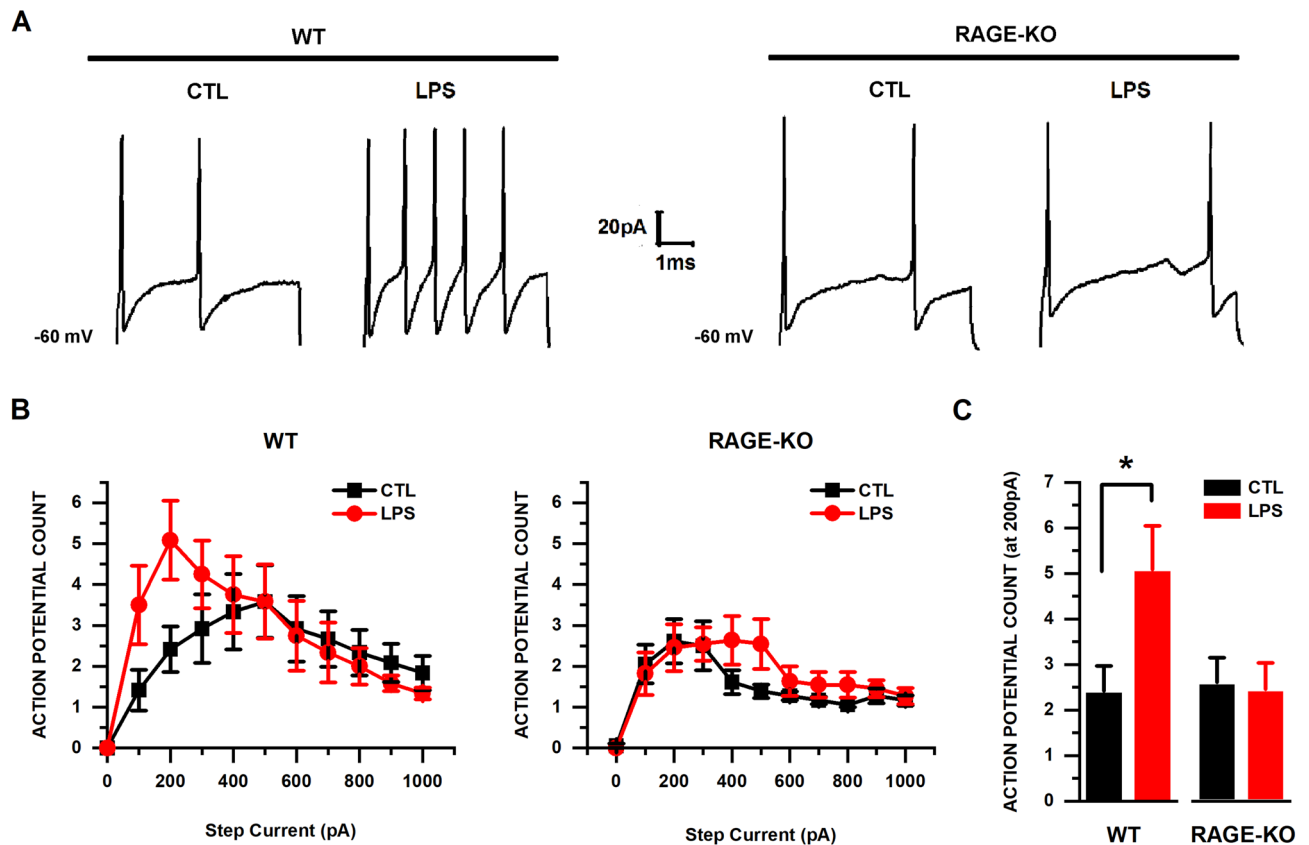 A
WT
RAGE-KO
CTL
LPS
CTL
LPS
20pA
1ms
-60 mV
-60 mV
B
C
WT
RAGE-KO
CTL
LPS
CTL
LPS
CTL
LPS
*
ACTION POTENTIAL COUNT
6
5
4
3
2
1
0
0 200 400 600 800 1000
Step Current (pA)
ACTION POTENTIAL COUNT
6
5
4
3
2
1
0
0 200 400 600 800 1000
Step Current (pA)
ACTION POTENTIAL COUNT (at 200pA)
7
6
5
4
3
2
1
0
WT RAGE-KO